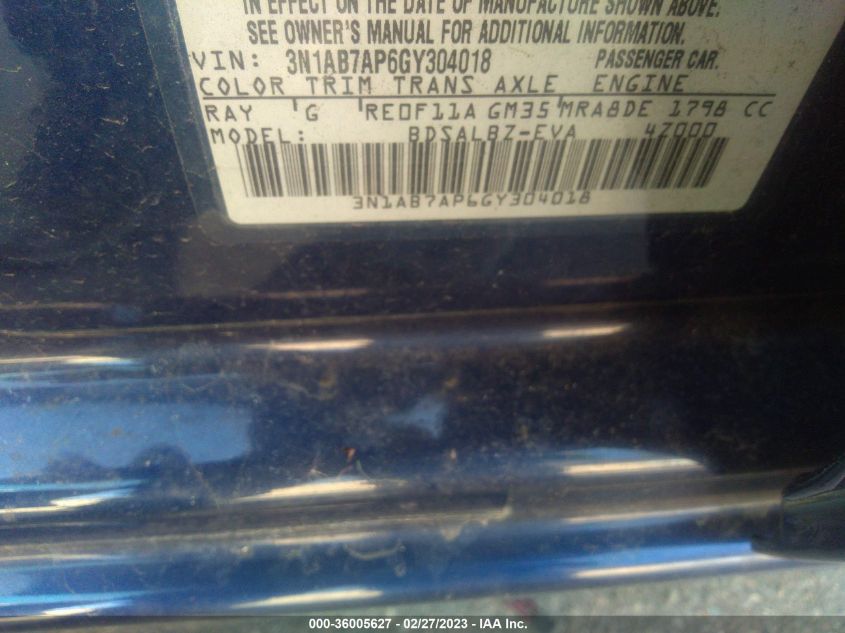 IN EFFECT ON THE DATE OF MANUFACTURE SHOWN ABOVE.
SEE OWNER'S MANUAL FOR ADDITIONAL INFORMATION.
VIN: 3N1AB7AP6GY304018 PASSENGER CAR.
COLOR TRIM TRANS AXLE ENGINE
RAY G RE0F11A GM35 MRA8DE 1798 CC
MODEL: BDSALBZ-EVA 4Z000
3N1AB7AP6GY304018
000-36005627 - 02/27/2023 - IAA Inc.